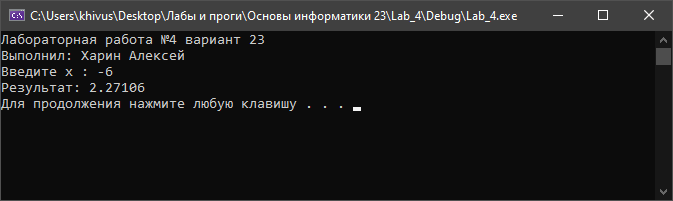 C:\Users\khivus\Desktop\Лабы и проги\Основы информатики 23\Lab_4\Debug\Lab_4.exe
Лабораторная работа №4 вариант 23
Выполнил: Харин Алексей
Введите x : -6
Результат: 2.27106
Для продолжения нажмите любую клавишу . . .